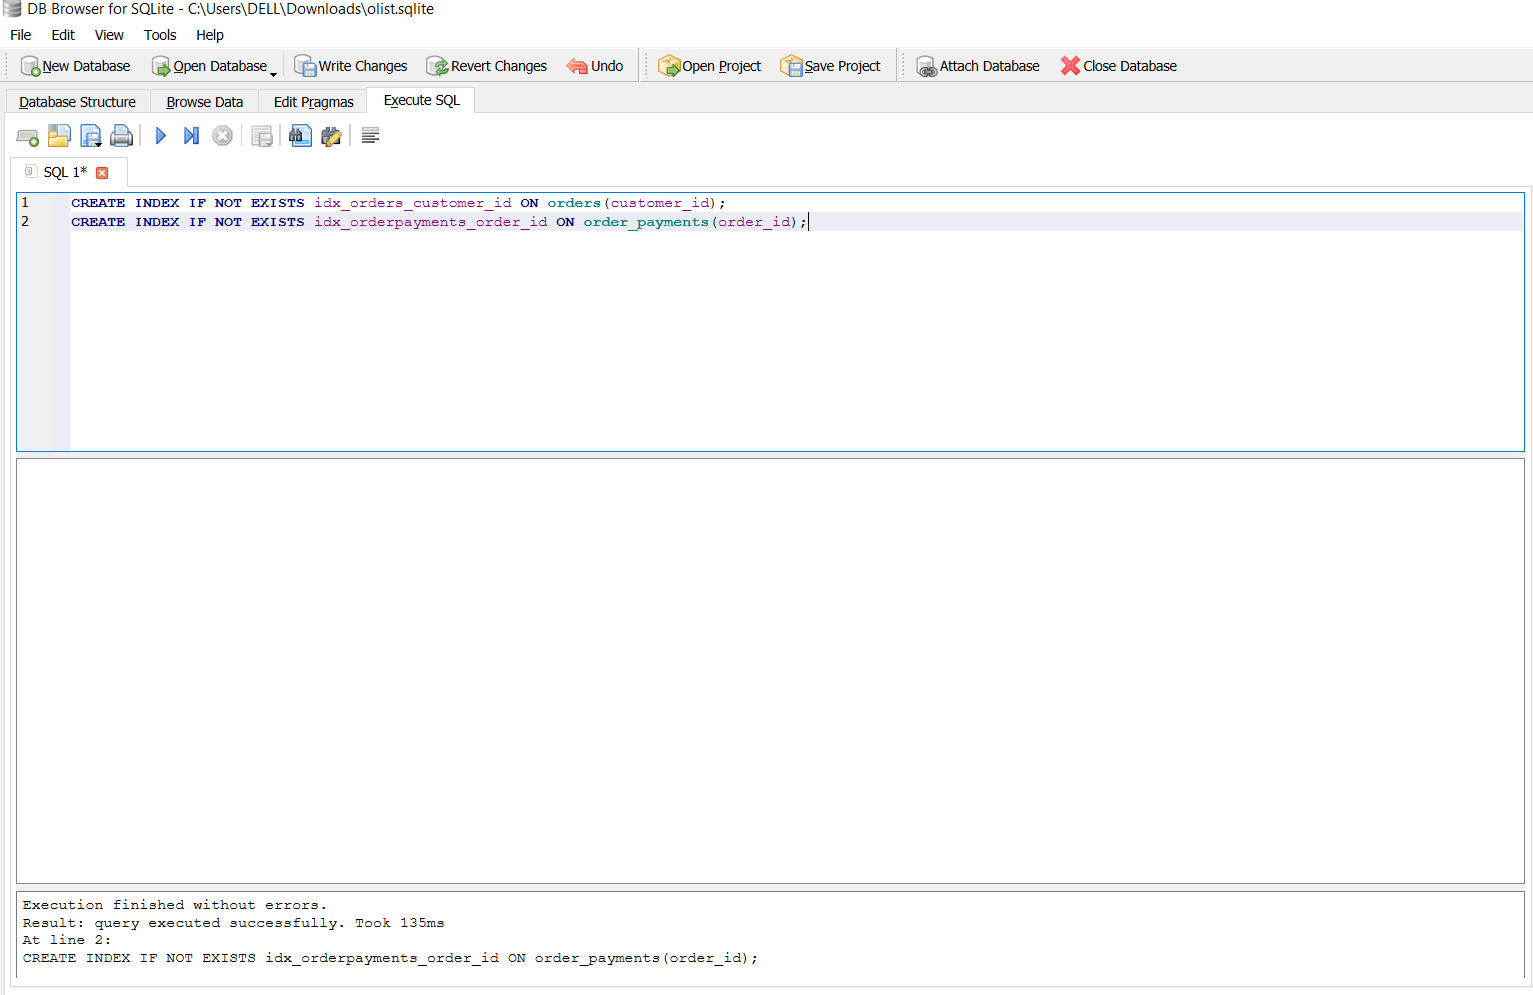 DB Browser for SQLite - C:\Users\DELL\Downloads\olist.sqlite
File Edit View Tools Help
New Database Open Database Write Changes Revert Changes Undo Open Project Save Project Attach Database Close Database
Database Structure Browse Data Edit Pragmas Execute SQL
SQL 1*
1 CREATE INDEX IF NOT EXISTS idx_orders_customer_id ON orders(customer_id);
2 CREATE INDEX IF NOT EXISTS idx_orderpayments_order_id ON order_payments(order_id);
Execution finished without errors.
Result: query executed successfully. Took 135ms
At line 2:
CREATE INDEX IF NOT EXISTS idx_orderpayments_order_id ON order_payments(order_id);